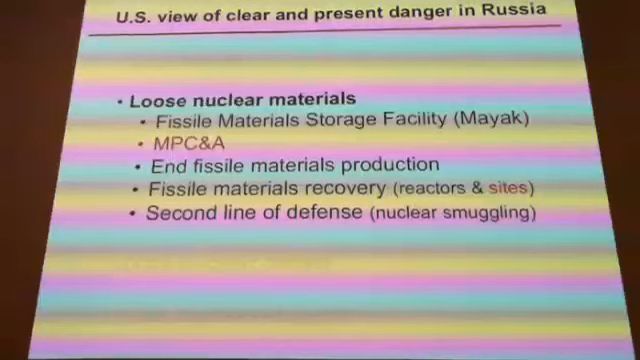 U.S. view of clear and present danger in Russia
• Loose nuclear materials
• Fissile Materials Storage Facility (Mayak)
• MPC&A
• End fissile materials production
• Fissile materials recovery (reactors & sites)
• Second line of defense (nuclear smuggling)